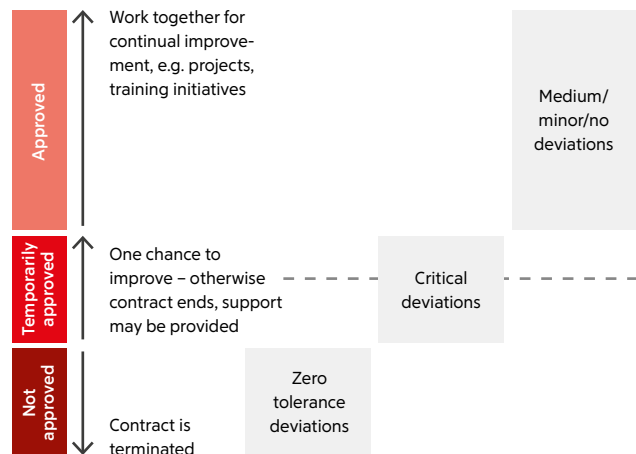 Approved
Work together for
continual improve-
ment, e.g. projects,
training initiatives
Medium/
minor/no
deviations
Temporarily
approved
One chance to
improve – otherwise
contract ends, support
may be provided
Critical
deviations
Not
approved
Contract is
terminated
Zero
tolerance
deviations